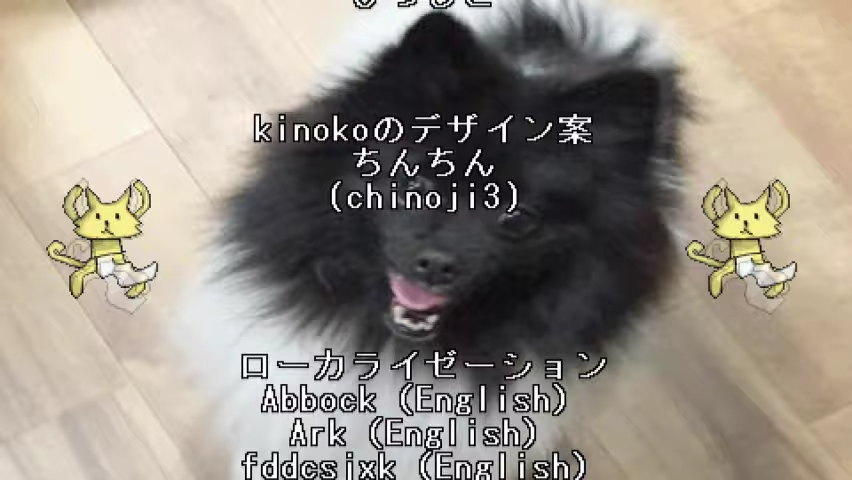 kinokoのデザイン案
ちんちん
(chinoji3)
ローカライゼーション
Abbock (English)
Ark (English)
fddcsjxk (English)